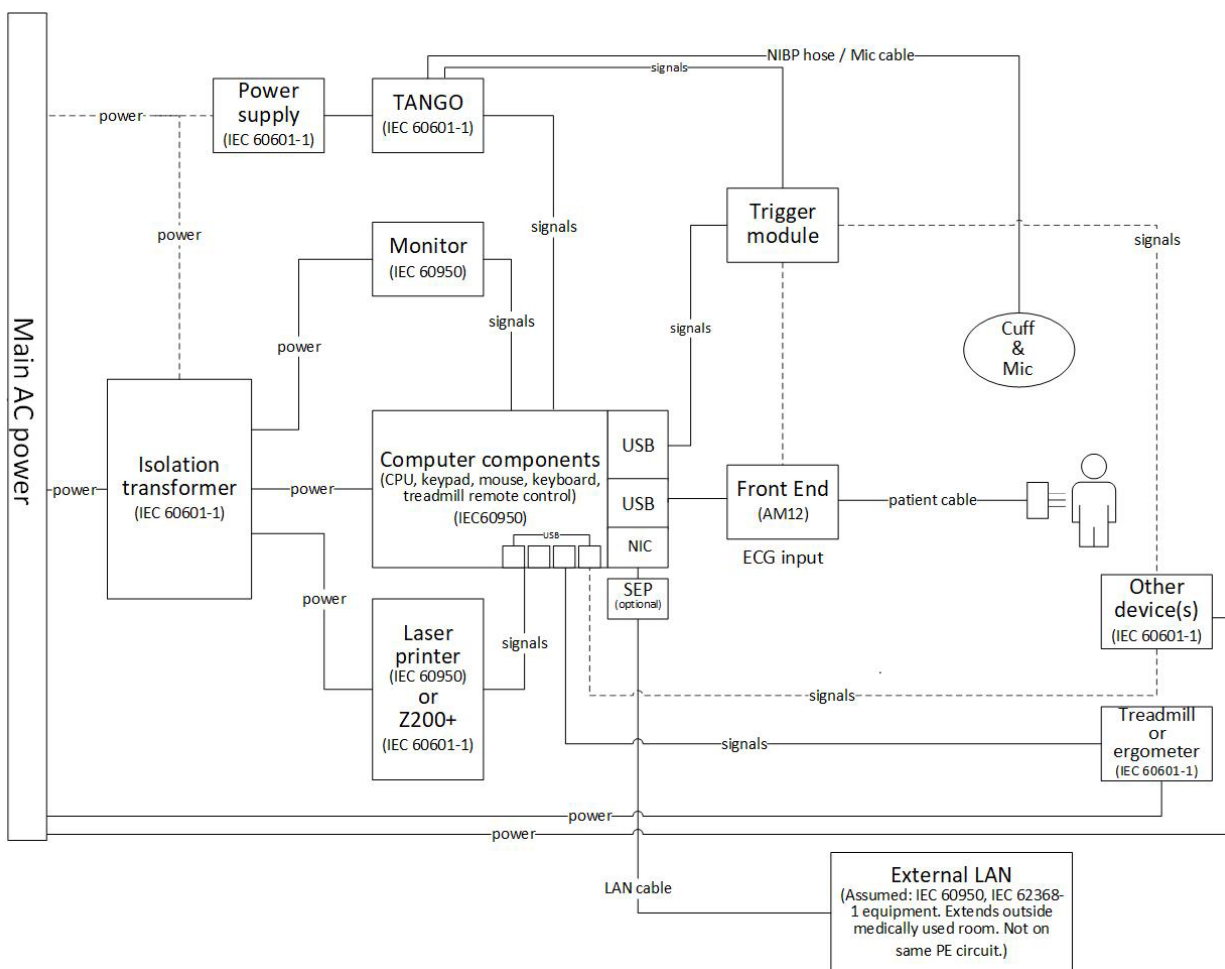 NIBP hose / Mic cable
signals
Power
supply
(IEC 60601-1)
TANGO
(IEC 60601-1)
power
Trigger
module
signals
power
Monitor
(IEC 60950)
signals
signals
signals
power
Cuff
&
Mic
Main AC power
Isolation
transformer
(IEC 60601-1)
power
power
Computer components
(CPU, keypad, mouse, keyboard,
treadmill remote control)
(IEC60950)
USB
USB
USB
NIC
Front End
(AM12)
ECG input
patient cable
SEP
(optional)
Other
device(s)
(IEC 60601-1)
power
Laser
printer
(IEC 60950)
or
Z200+
(IEC 60601-1)
signals
signals
Treadmill
or
ergometer
(IEC 60601-1)
signals
power
power
LAN cable
External LAN
(Assumed: IEC 60950, IEC 62368-
1 equipment. Extends outside
medically used room. Not on
same PE circuit.)